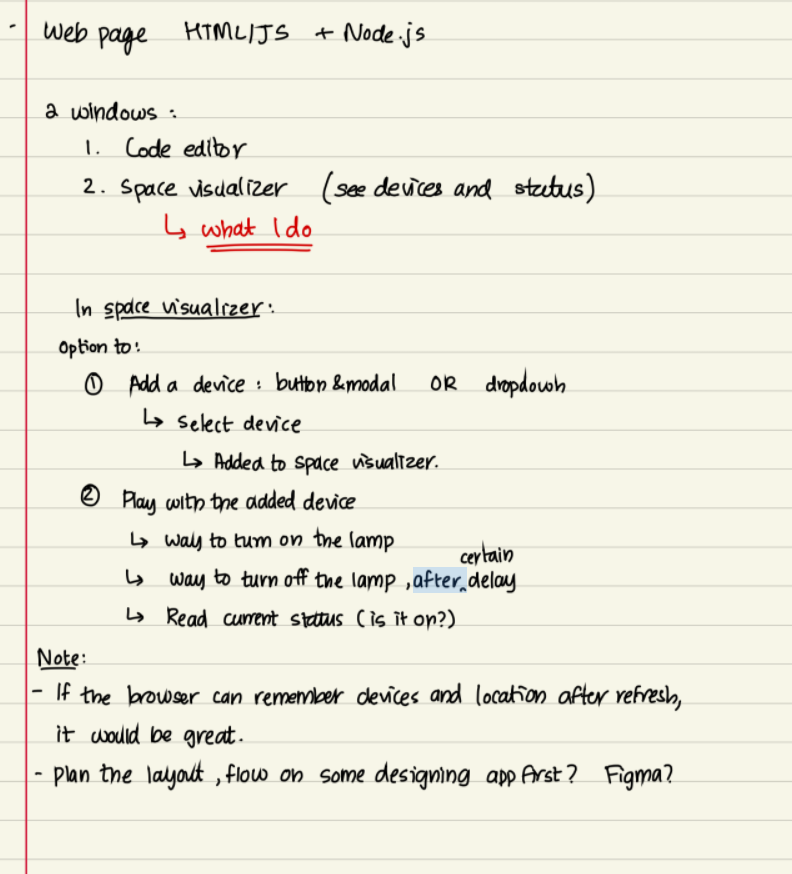 - Web page HTML/JS + Node.js
2 windows :
1. Code editor
2. Space visualizer (see devices and status)
↳ what I do
In space visualizer:
Option to:
① Add a device : button & modal OR dropdown
↳ Select device
↳ Added to space visualizer.
② Play with the added device
↳ way to turn on the lamp
certain
↳ way to turn off the lamp , after‸ delay
↳ Read current status (is it on?)
Note:
- If the browser can remember devices and location after refresh,
it would be great.
- Plan the layout , flow on some designing app first? Figma?